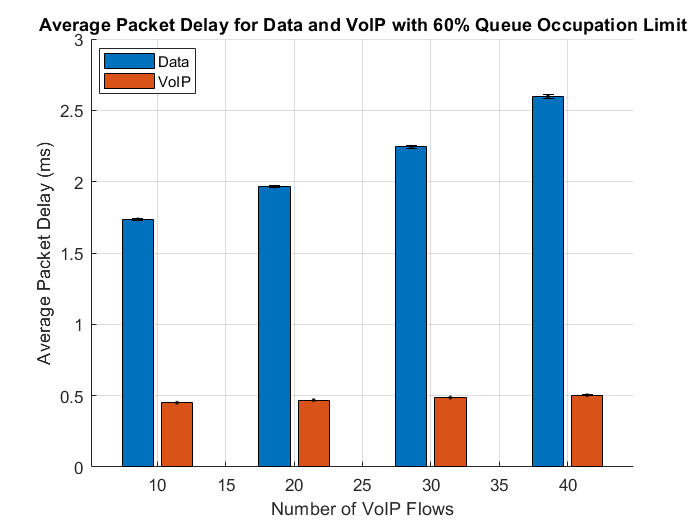 Average Packet Delay for Data and VoIP with 60% Queue Occupation Limit
Data
VoIP
Average Packet Delay (ms)
3
2.5
2
1.5
1
0.5
0
10 15 20 25 30 35 40
Number of VoIP Flows